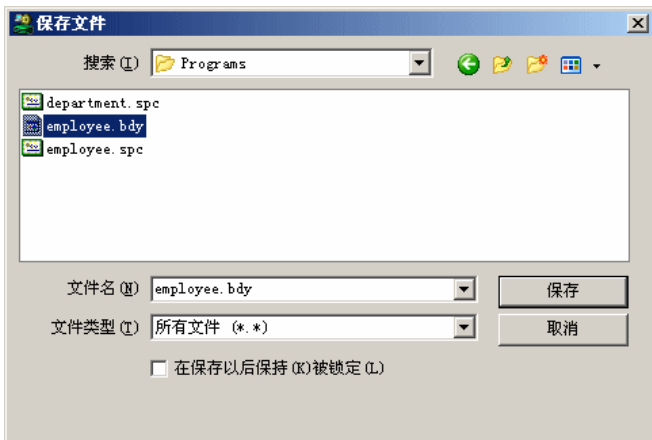 保存文件
搜索(I) Programs
department.spc
employee.bdy
employee.spc
文件名(N) employee.bdy 保存
文件类型(T) 所有文件 (*.*) 取消
在保存以后保持(K)被锁定(L)